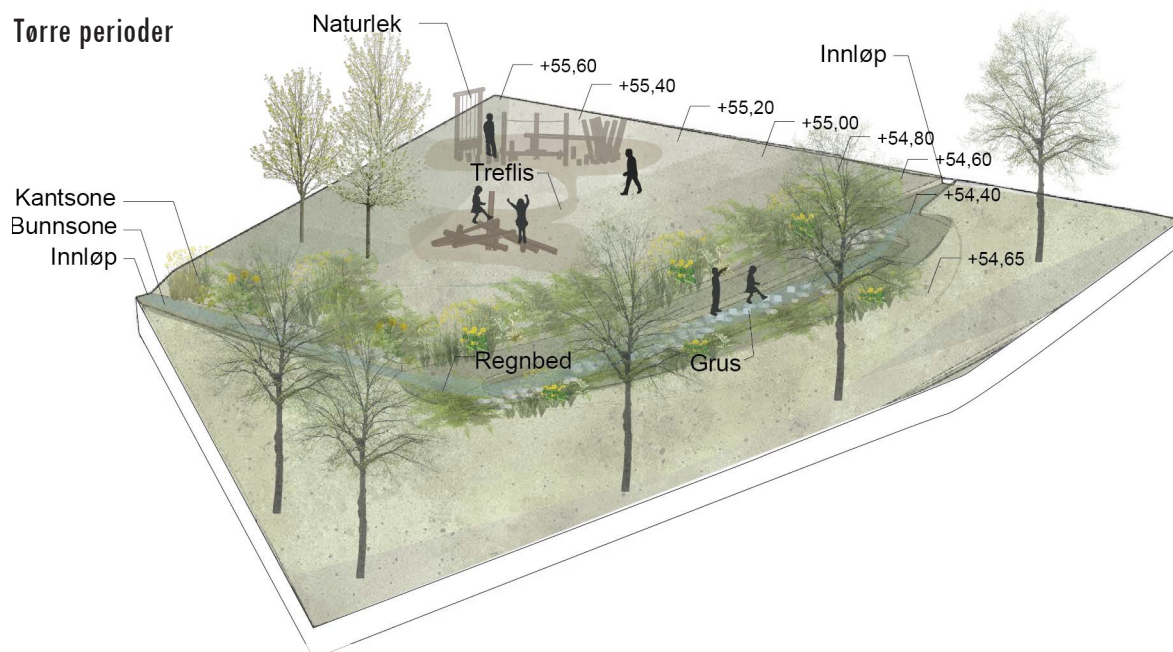 Tørre perioder
Naturlek
Innløp
+55,60
+55,40
+55,20
+55,00
+54,80
+54,60
+54,40
+54,65
Treflis
Kantsone
Bunnsone
Innløp
Regnbed
Grus